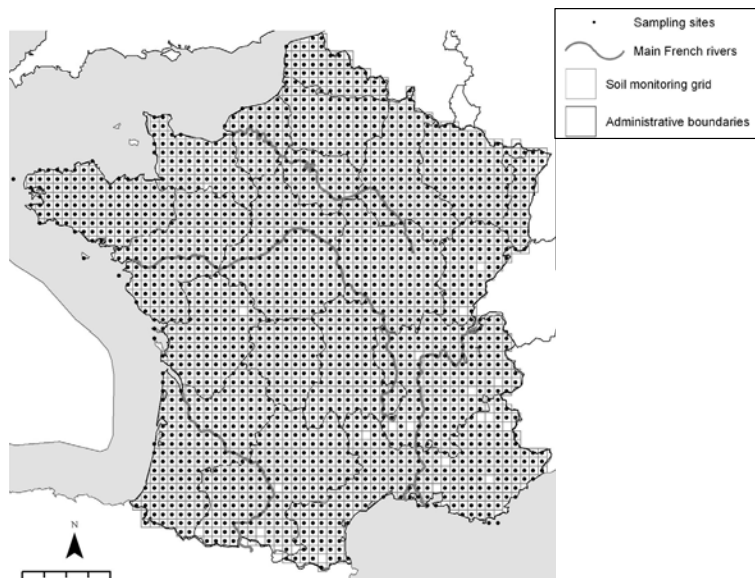 Sampling sites
Main French rivers
Soil monitoring grid
Administrative boundaries
N